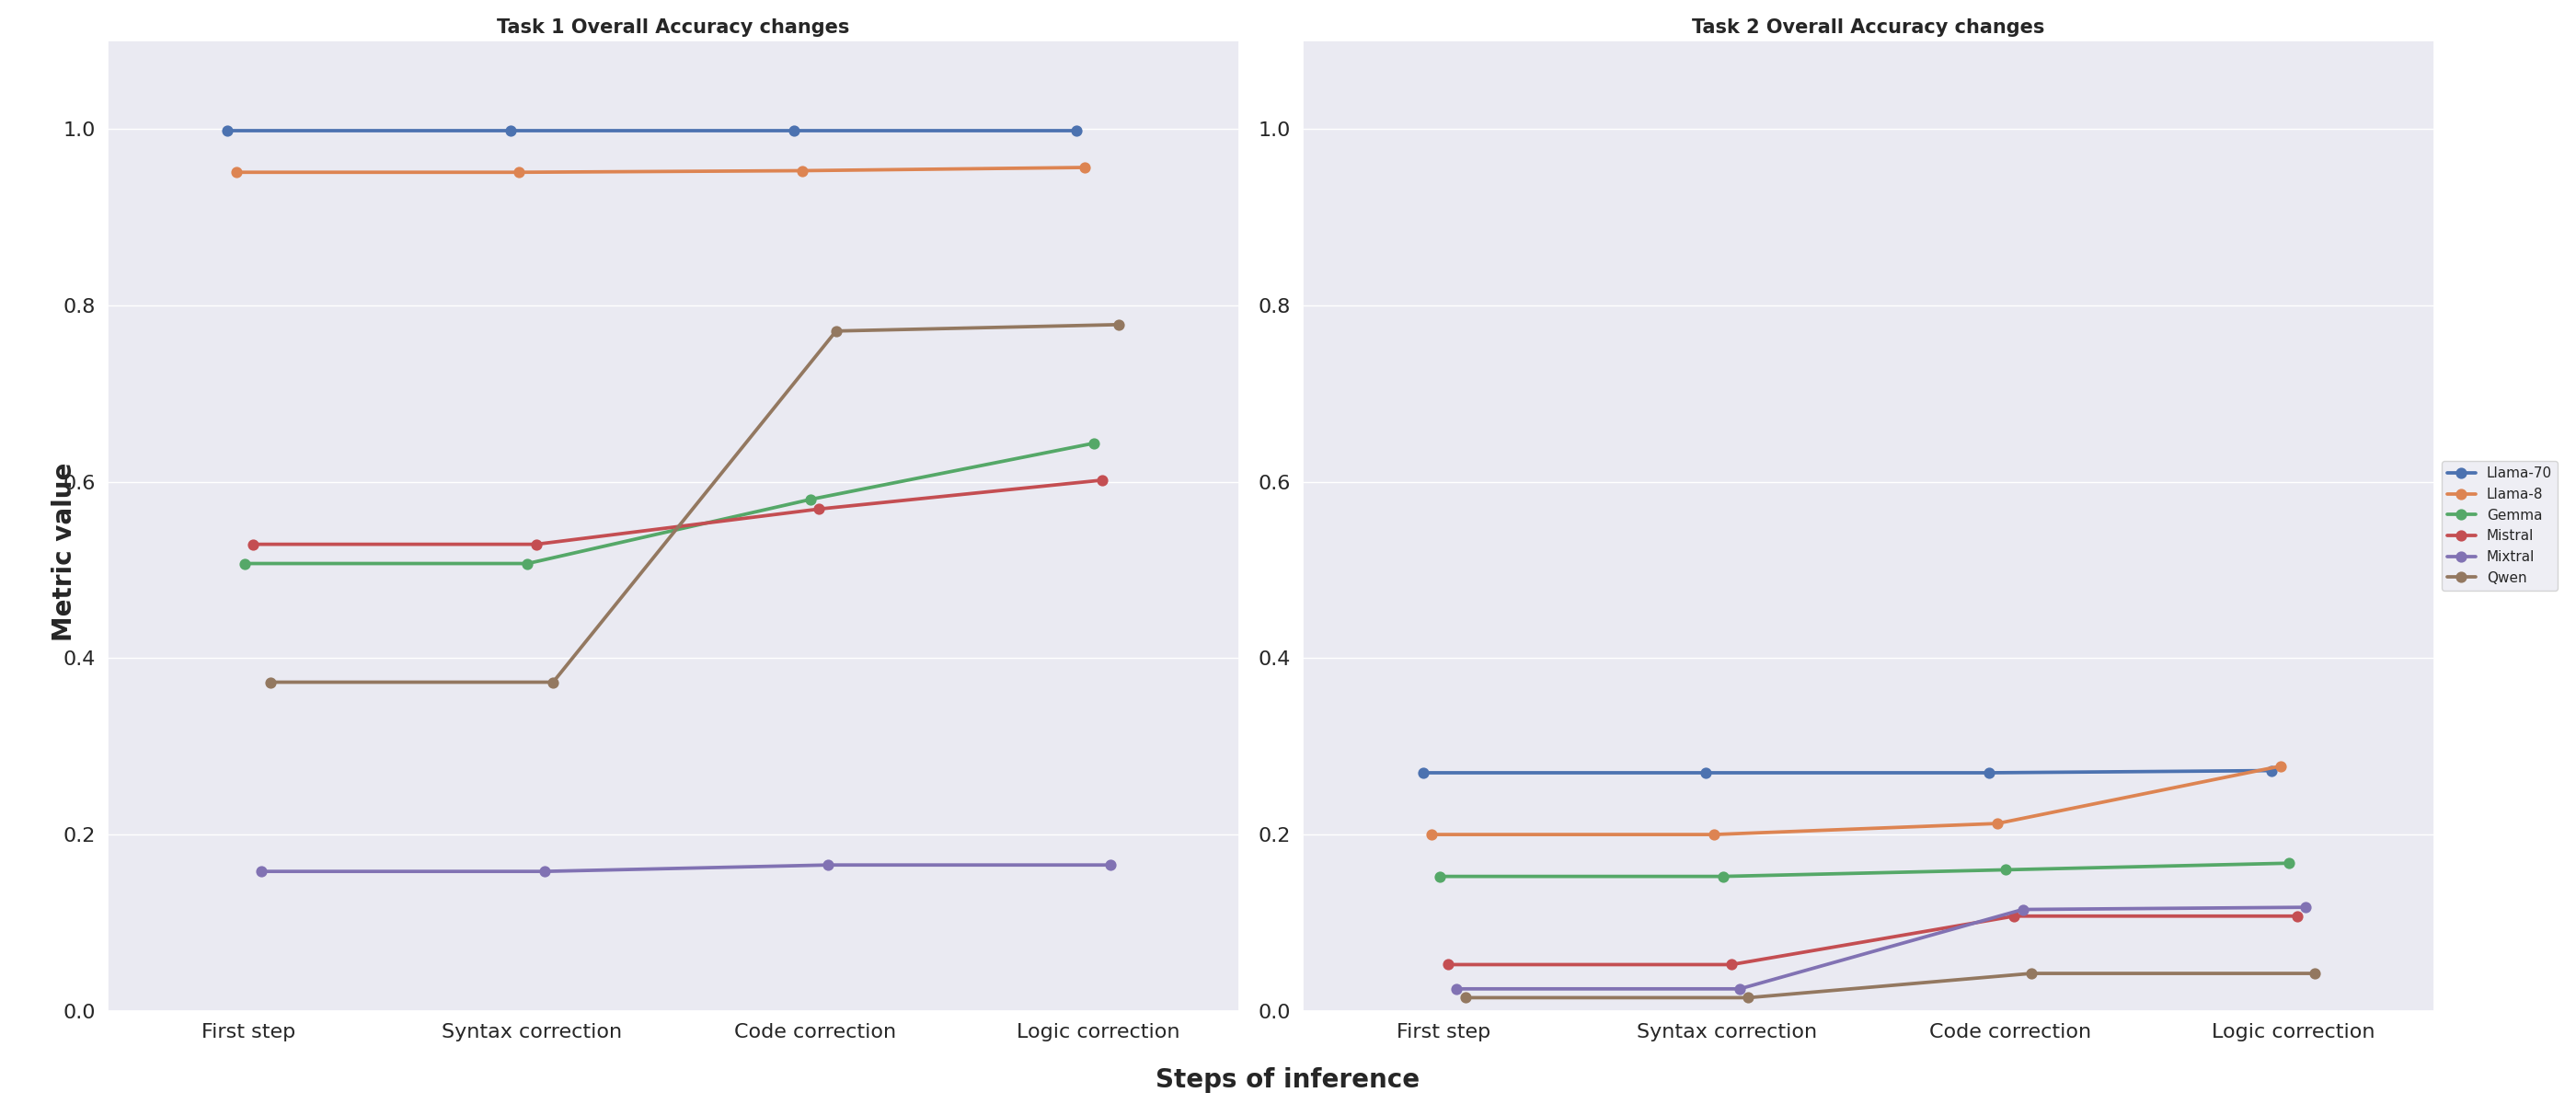 Task 1 Overall Accuracy changes
Task 2 Overall Accuracy changes
Metric value
1.0
0.8
0.6
0.4
0.2
0.0
First step
Syntax correction
Code correction
Logic correction
1.0
0.8
0.6
0.4
0.2
0.0
First step
Syntax correction
Code correction
Logic correction
Llama-70
Llama-8
Gemma
Mistral
Mixtral
Qwen
Steps of inference